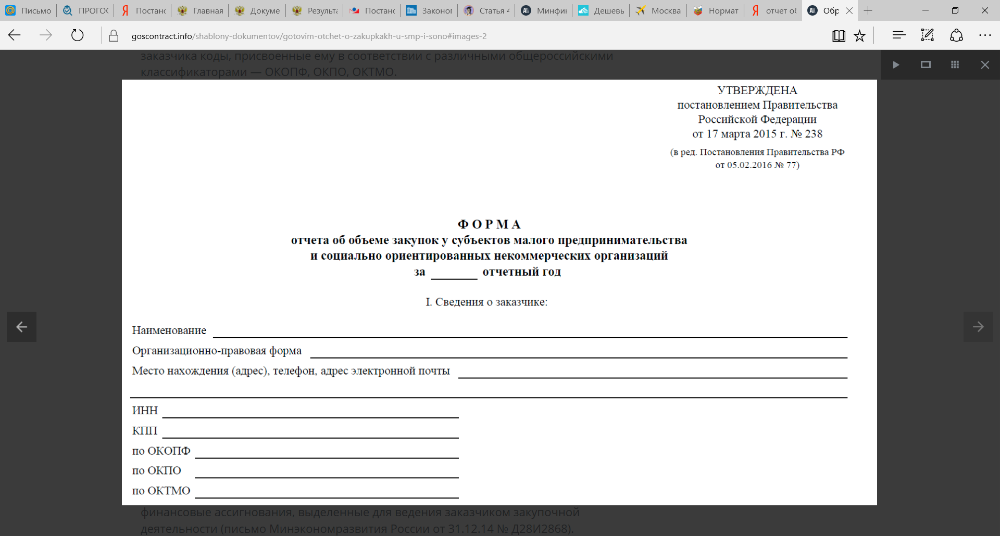 Письмо
ПРОГОС
Постанс
Главная
Докуме
Результа
Постанс
Законог
Статья 4
Минфин
Дешевь
Москва
Нормат
отчет об
Обр
goscontract.info/shablony-dokumentov/gotovim-otchet-o-zakupkakh-u-smp-i-sono#images-2
заказчика коды, присвоенные ему в соответствии с различными общероссийскими
классификаторами — ОКОПФ, ОКПО, ОКТМО.
УТВЕРЖДЕНА
постановлением Правительства
Российской Федерации
от 17 марта 2015 г. № 238
(в ред. Постановления Правительства РФ
от 05.02.2016 № 77)
Ф О Р М А
отчета об объеме закупок у субъектов малого предпринимательства
и социально ориентированных некоммерческих организаций
за _______ отчетный год
I. Сведения о заказчике:
Наименование
Организационно-правовая форма
Место нахождения (адрес), телефон, адрес электронной почты
ИНН
КПП
по ОКОПФ
по ОКПО
по ОКТМО
финансовые ассигнования, выделенные для ведения заказчиком закупочной
деятельности (письмо Минэкономразвития России от 31.12.14 № Д28И2868).